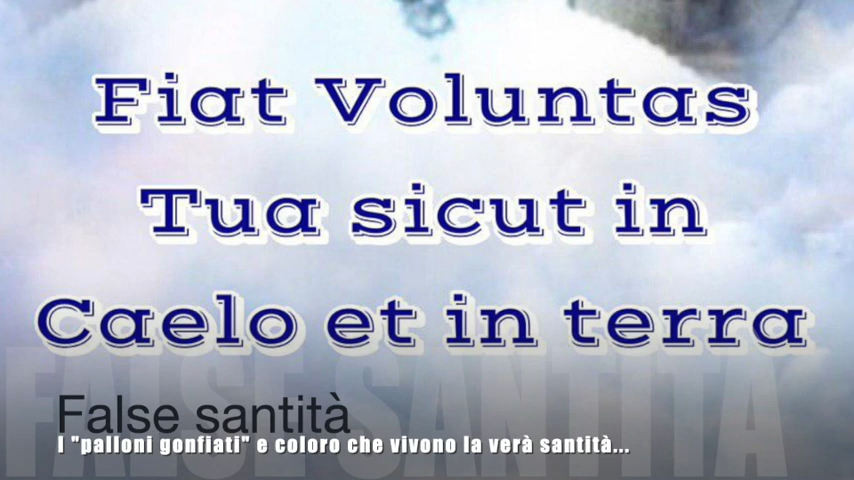 Fiat Voluntas
Tua sicut in
Caelo et in terra
FALSE SANTITÀ
False santità
I "palloni gonfiati" e coloro che vivono la verà santità...